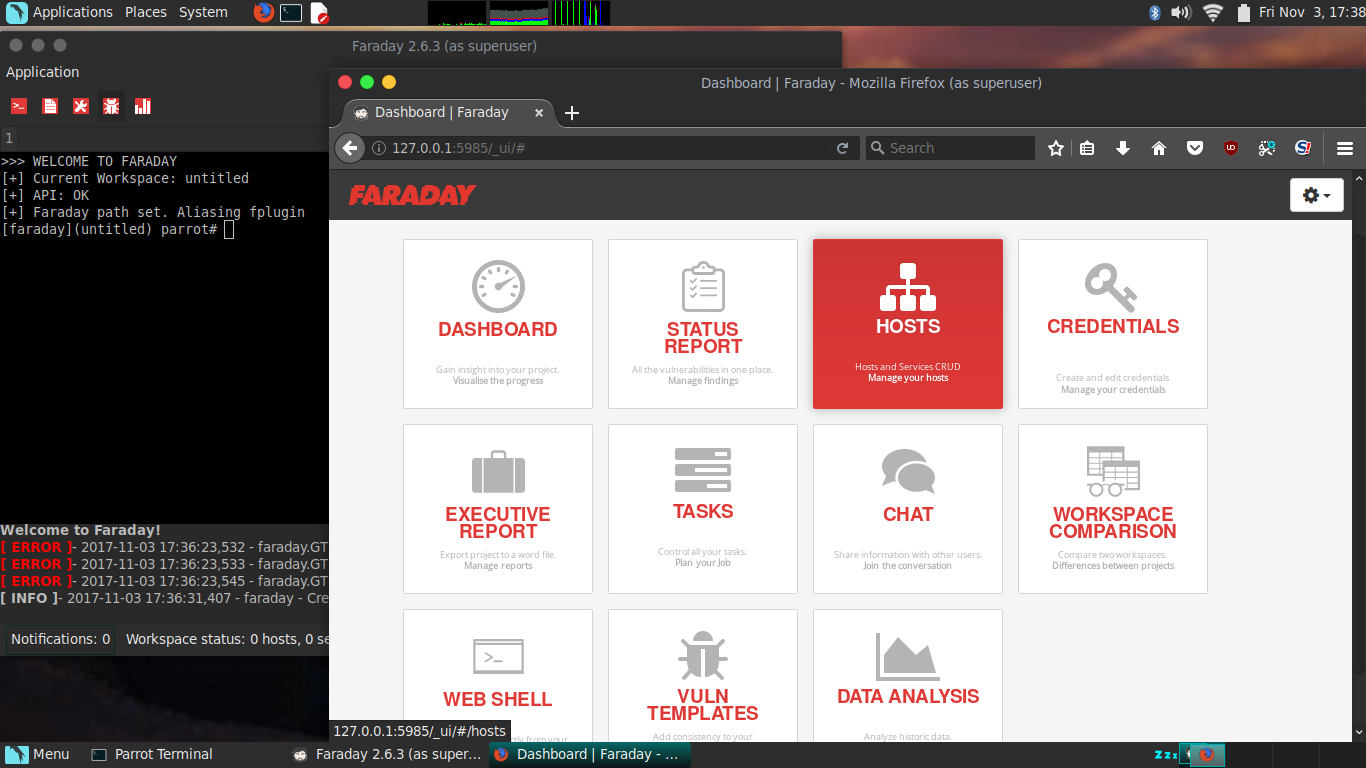 Applications Places System
Fri Nov 3, 17:38
Faraday 2.6.3 (as superuser)
Application
1
>>> WELCOME TO FARADAY
[+] Current Workspace: untitled
[+] API: OK
[+] Faraday path set. Aliasing fplugin
[faraday](untitled) parrot#
Welcome to Faraday!
[ ERROR ]- 2017-11-03 17:36:23,532 - faraday.GT
[ ERROR ]- 2017-11-03 17:36:23,533 - faraday.GT
[ ERROR ]- 2017-11-03 17:36:23,545 - faraday.GT
[ INFO ]- 2017-11-03 17:36:31,407 - faraday - Cre
Notifications: 0 Workspace status: 0 hosts, 0 se
Dashboard | Faraday - Mozilla Firefox (as superuser)
Dashboard | Faraday
127.0.0.1:5985/_ui/#
Search
FARADAY
DASHBOARD
Gain insight into your project.
Visualise the progress
STATUS
REPORT
All the vulnerabilities in one place.
Manage findings
HOSTS
Hosts and Services CRUD
Manage your hosts
CREDENTIALS
Create and edit credentials
Manage your credentials
EXECUTIVE
REPORT
Export project to a word file.
Manage reports
TASKS
Control all your tasks.
Plan your Job
CHAT
Share information with other users.
Join the conversation
WORKSPACE
COMPARISON
Compare two workspaces.
Differences between projects
>_
WEB SHELL
from your
VULN
TEMPLATES
Add consistency to your
DATA ANALYSIS
Analyze historic data.
127.0.0.1:5985/_ui/#/hosts
Menu Parrot Terminal Faraday 2.6.3 (as super... Dashboard | Faraday - ...
zzz